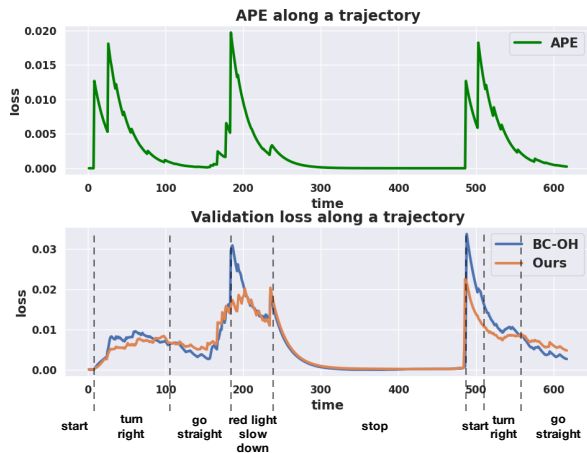 APE along a trajectory
0.020
0.015
0.010
0.005
0.000
loss
APE
0 100 200 300 400 500 600
time
Validation loss along a trajectory
0.03
0.02
0.01
0.00
loss
BC-OH
Ours
0 100 200 300 400 500 600
time
start
turn
right
go
straight
red light
slow
down
stop
start
turn
right
go
straight